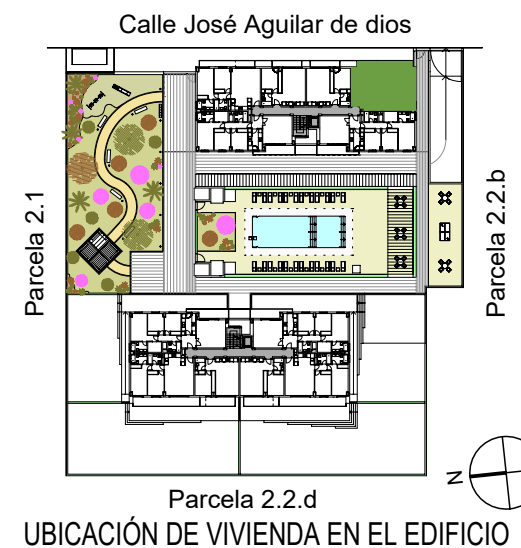 Calle José Aguilar de dios
Parcela 2.1
Parcela 2.2.b
N
Parcela 2.2.d
UBICACIÓN DE VIVIENDA EN EL EDIFICIO